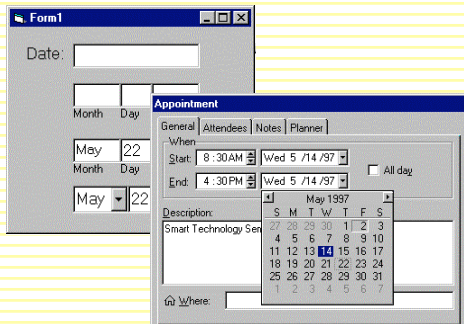 Form1
Date:
Month Day
May 22
Month Day
May 22
Appointment
General Attendees Notes Planner
When
Start: 8:30AM Wed 5 /14 /97
All day
End: 4:30PM Wed 5 /14 /97
May 1997
S M T W T F S
27 28 29 30 1 2 3
4 5 6 7 8 9 10
11 12 13 14 15 16 17
18 19 20 21 22 23 24
25 26 27 28 29 30 31
1 2 3 4 5 6 7
Description:
Smart Technology Sen
Where: